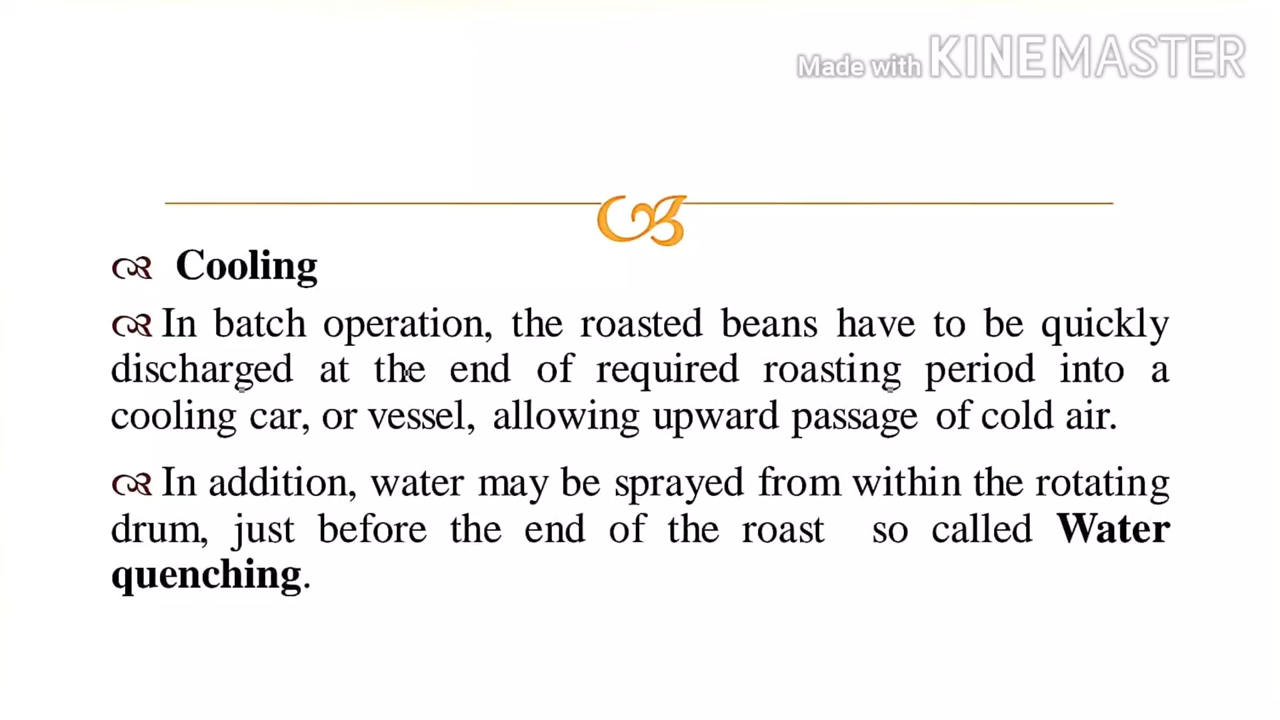 Made with KINEMASTER
Cooling
In batch operation, the roasted beans have to be quickly
discharged at the end of required roasting period into a
cooling car, or vessel, allowing upward passage of cold air.
In addition, water may be sprayed from within the rotating
drum, just before the end of the roast so called Water
quenching.